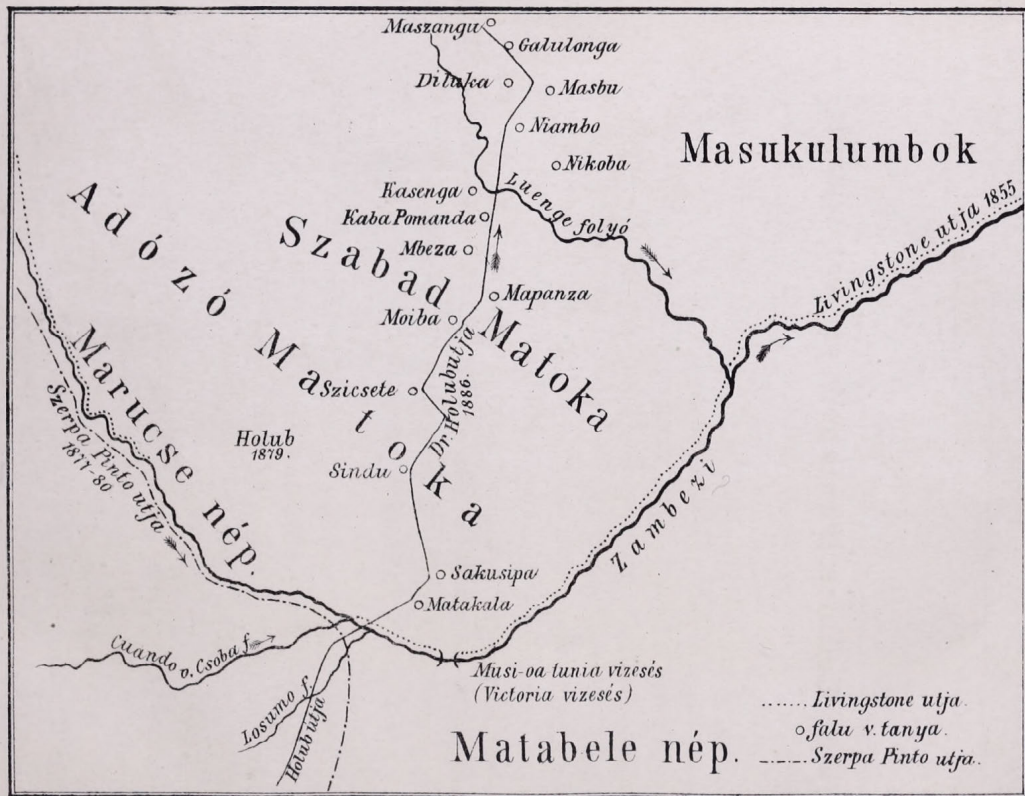 Maszangu
Galulonga
Diluka
Masbu
Niambo
Nikoba
Masukulumbok
Kasenga
Luenge folyó
Kaba Pomanda
Mbeza
Livingstone utja 1855
Adózó Matoka
Szabad Matoka
Mapanza
Moiba
Dr. Holub utja
1886.
Szicsete
Marucse nép.
Szerpa Pinto utja
1877-80
Holub
1879.
Sindu
Zambezi
Sakusipa
Matakala
Cuando v. Csoba f.
Losumo f.
Holub útja
Musi-oa tunia vizesés
(Victoria vizesés)
Matabele nép.
Livingstone utja.
falu v. tanya.
Szerpa Pinto utja.